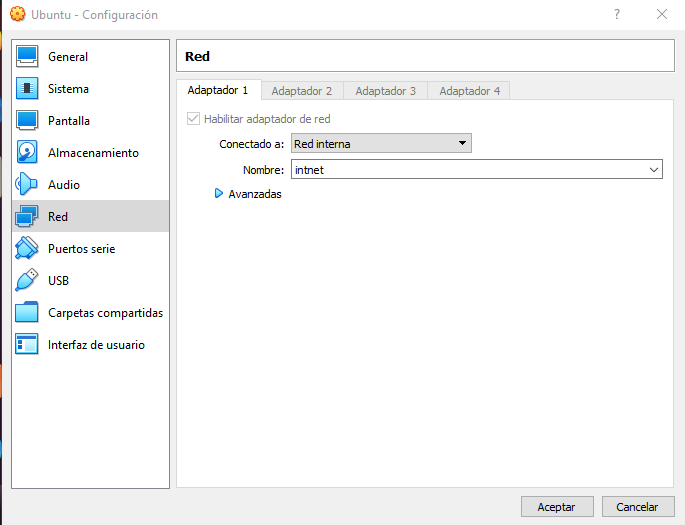 Ubuntu - Configuración
?
General
Sistema
Pantalla
Almacenamiento
Audio
Red
Puertos serie
USB
Carpetas compartidas
Interfaz de usuario
Red
Adaptador 1 Adaptador 2 Adaptador 3 Adaptador 4
Habilitar adaptador de red
Conectado a: Red interna
Nombre: intnet
Avanzadas
Aceptar Cancelar